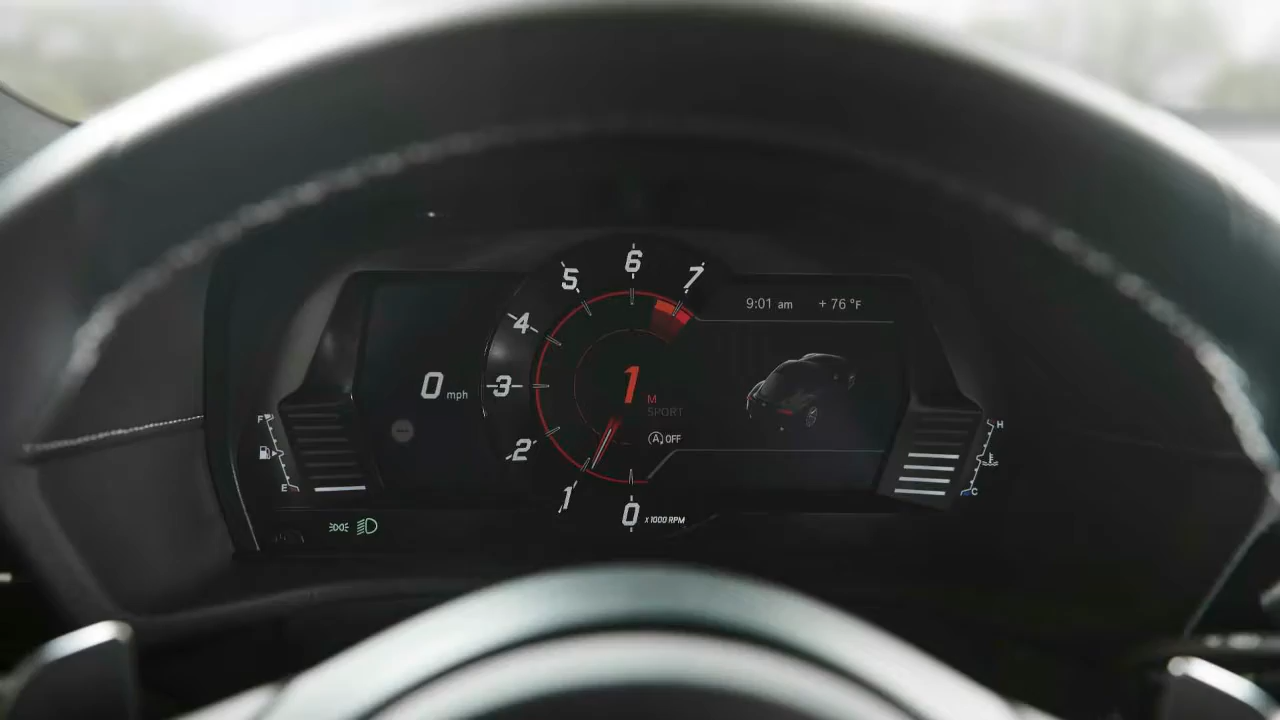 6
5
7
9:01 am
+ 76 °F
4
0 mph
-3-
1
M
SPORT
F
H
A OFF
2
E
C
1
0
x 1000 RPM